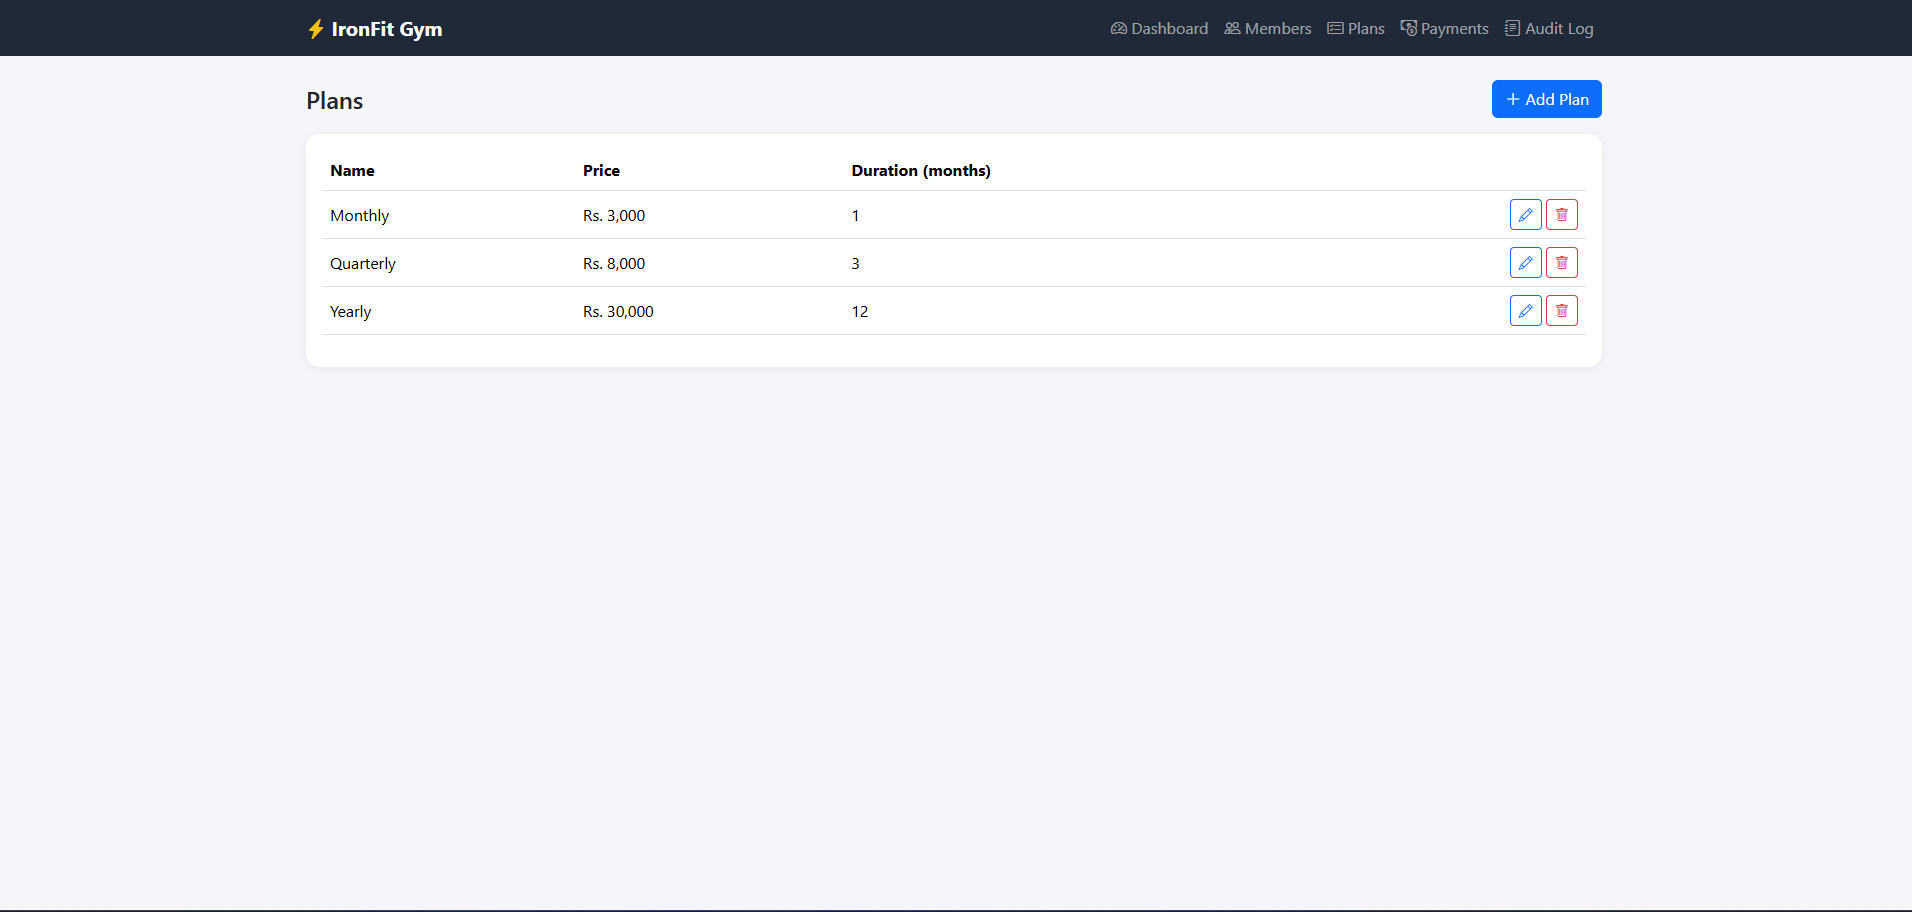 IronFit Gym Dashboard Members Plans Payments Audit Log
Plans + Add Plan
Name Price Duration (months)
Monthly Rs. 3,000 1
Quarterly Rs. 8,000 3
Yearly Rs. 30,000 12